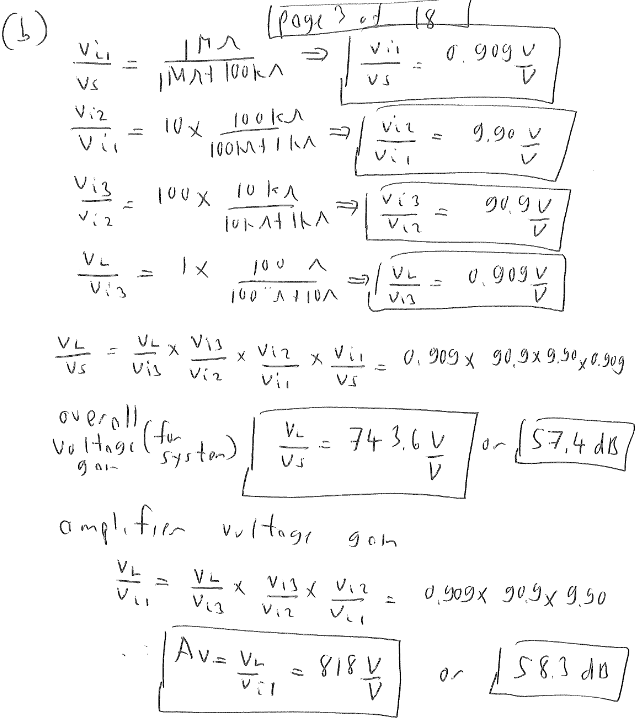 page 3 of 18
(b) Vi1/Vs = 1MΩ/(1MΩ+100kΩ) ⇒ Vi1/Vs = 0.909 V/V
Vi2/Vi1 = 10 x 100kΩ/(100kΩ+1kΩ) ⇒ Vi2/Vi1 = 9.90 V/V
Vi3/Vi2 = 100 x 10kΩ/(10kΩ+1kΩ) ⇒ Vi3/Vi2 = 90.9 V/V
VL/Vi3 = 1 x 100Ω/(100Ω+10Ω) ⇒ VL/Vi3 = 0.909 V/V
VL/Vs = VL/Vi3 x Vi3/Vi2 x Vi2/Vi1 x Vi1/Vs = 0.909 x 90.9 x 9.90 x 0.909
overall voltage gain (for system) VL/Vs = 743.6 V/V or 57.4 dB
amplifier voltage gain
VL/Vi1 = VL/Vi3 x Vi3/Vi2 x Vi2/Vi1 = 0.909 x 90.9 x 9.90
∴ Av = VL/Vi1 = 818 V/V or 58.3 dB